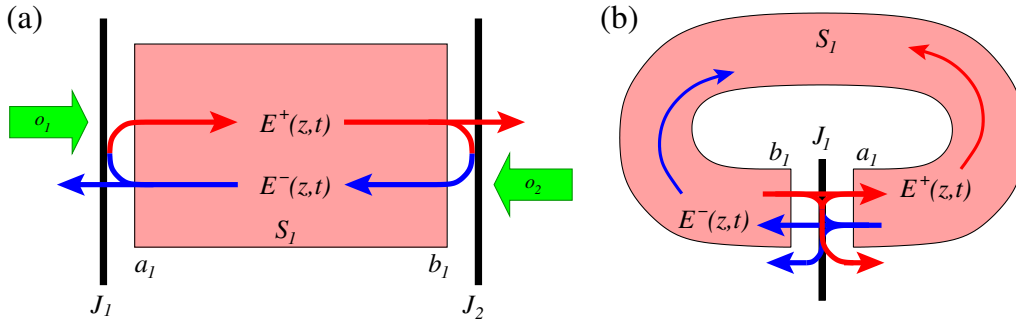 (a)
o1
E+(z,t)
E-(z,t)
o2
S1
a1
b1
J1
J2
(b)
S1
J1
b1
a1
E+(z,t)
E-(z,t)